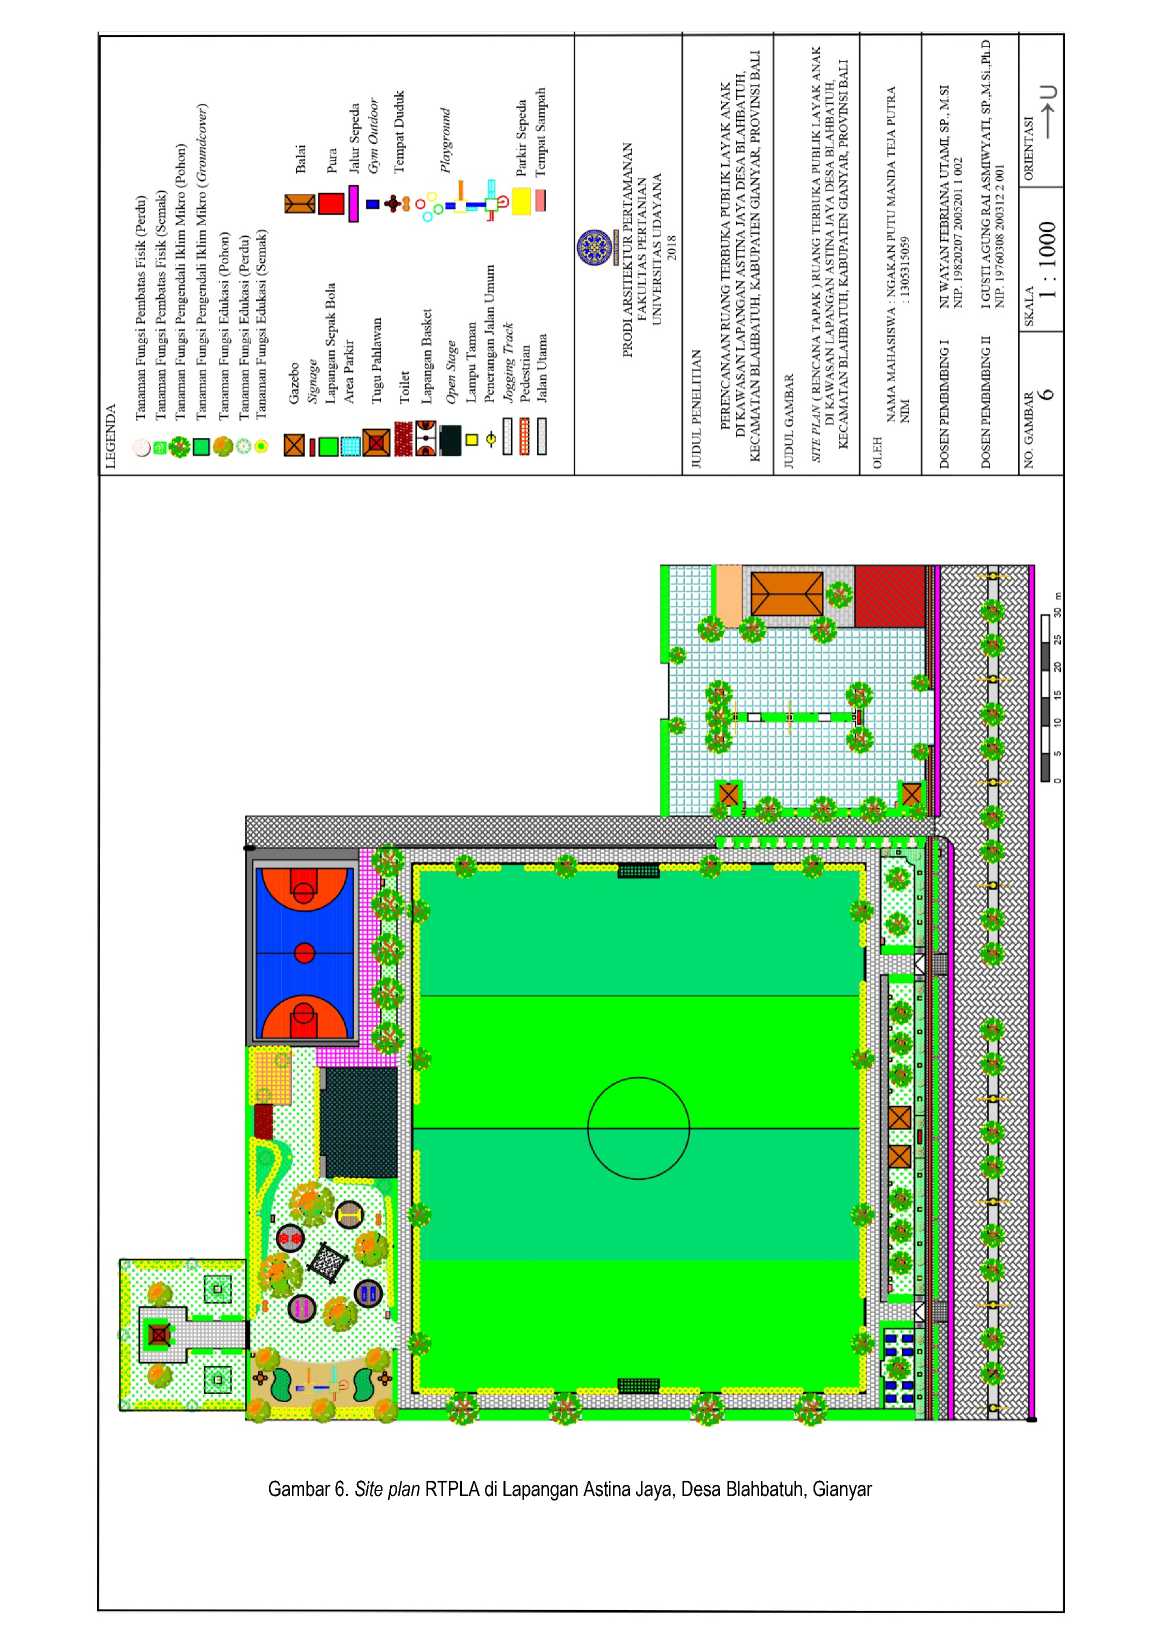 LEGENDA
Tanaman Fungsi Pembatas Fisik (Perdu)
Tanaman Fungsi Pembatas Fisik (Semak)
Tanaman Fungsi Pengendali Iklim Mikro (Pohon)
Tanaman Fungsi Pengendali Iklim Mikro (Groundcover)
Tanaman Fungsi Edukasi (Pohon)
Tanaman Fungsi Edukasi (Perdu)
Tanaman Fungsi Edukasi (Semak)
Gazebo
Signage
Lapangan Sepak Bola
Area Parkir
Tugu Pahlawan
Toilet
Lapangan Basket
Open Stage
Lampu Taman
Penerangan Jalan Umum
Jogging Track
Pedestrian
Jalan Utama
Balai
Pura
Jalur Sepeda
Gym Outdoor
Tempat Duduk
Playground
Parkir Sepeda
Tempat Sampah
PRODI ARSITEKTUR PERTAMANAN
FAKULTAS PERTANIAN
UNIVERSITAS UDAYANA
2018
JUDUL PENELITIAN
PERENCANAAN RUANG TERBUKA PUBLIK LAYAK ANAK
DI KAWASAN LAPANGAN ASTINA JAYA DESA BLAHBATUH,
KECAMATAN BLAHBATUH, KABUPATEN GIANYAR, PROVINSI BALI
JUDUL GAMBAR
SITE PLAN ( RENCANA TAPAK ) RUANG TERBUKA PUBLIK LAYAK ANAK
DI KAWASAN LAPANGAN ASTINA JAYA DESA BLAHBATUH,
KECAMATAN BLAHBATUH, KABUPATEN GIANYAR, PROVINSI BALI
OLEH
NAMA MAHASISWA : NGAKAN PUTU MANDA TEJA PUTRA
NIM : 1305315059
DOSEN PEMBIMBING I
NI WAYAN FEBRIANA UTAMI, SP., M.SI
NIP. 19820207 2005201 1 002
DOSEN PEMBIMBING II
I GUSTI AGUNG RAI ASMIWYATI, SP.,M.Si.,Ph.D
NIP. 19760308 200312 2 001
NO. GAMBAR
6
SKALA
1 : 1000
ORIENTASI
U
0 5 10 15 20 25 30 m
Gambar 6. Site plan RTPLA di Lapangan Astina Jaya, Desa Blahbatuh, Gianyar